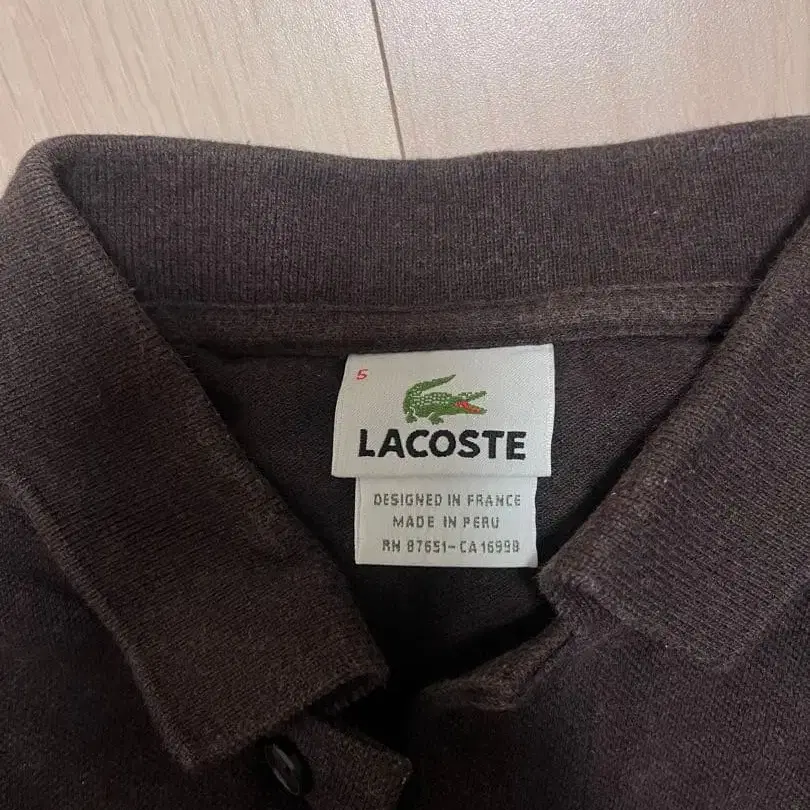 5
LACOSTE
DESIGNED IN FRANCE
MADE IN PERU
RN 87651-CA 16998